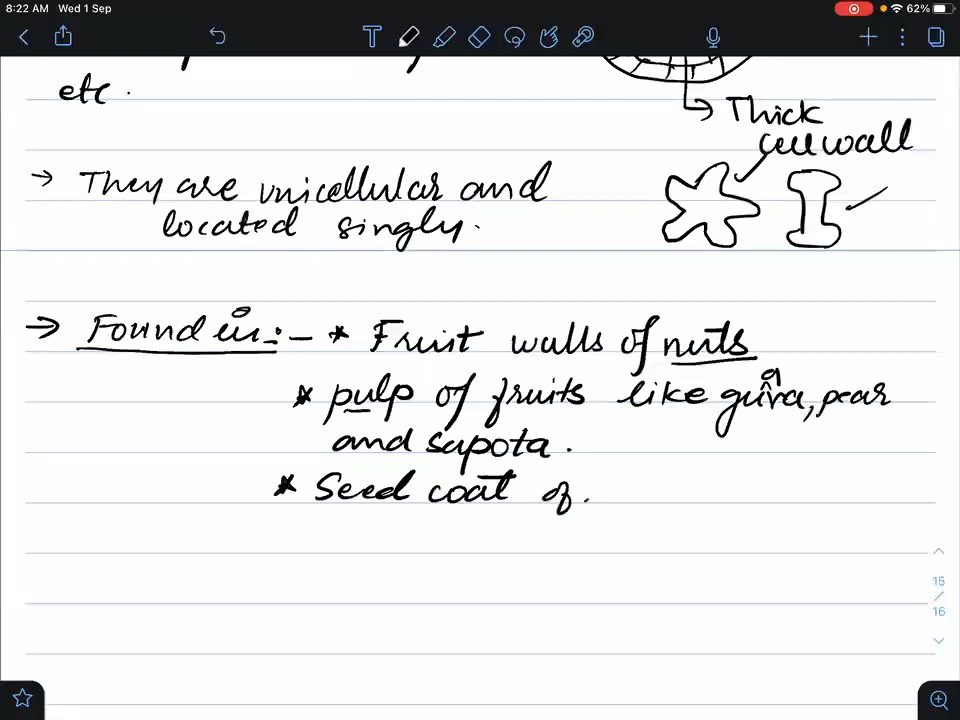 8:22 AM Wed 1 Sep
62%
etc.
→ Thick
cell wall
→ They are unicellular and
located singly.
→ Found in:- * Fruit walls of nuts
* pulp of fruits like guava, pear
and sapota.
* Seed coat of.
15
/
16